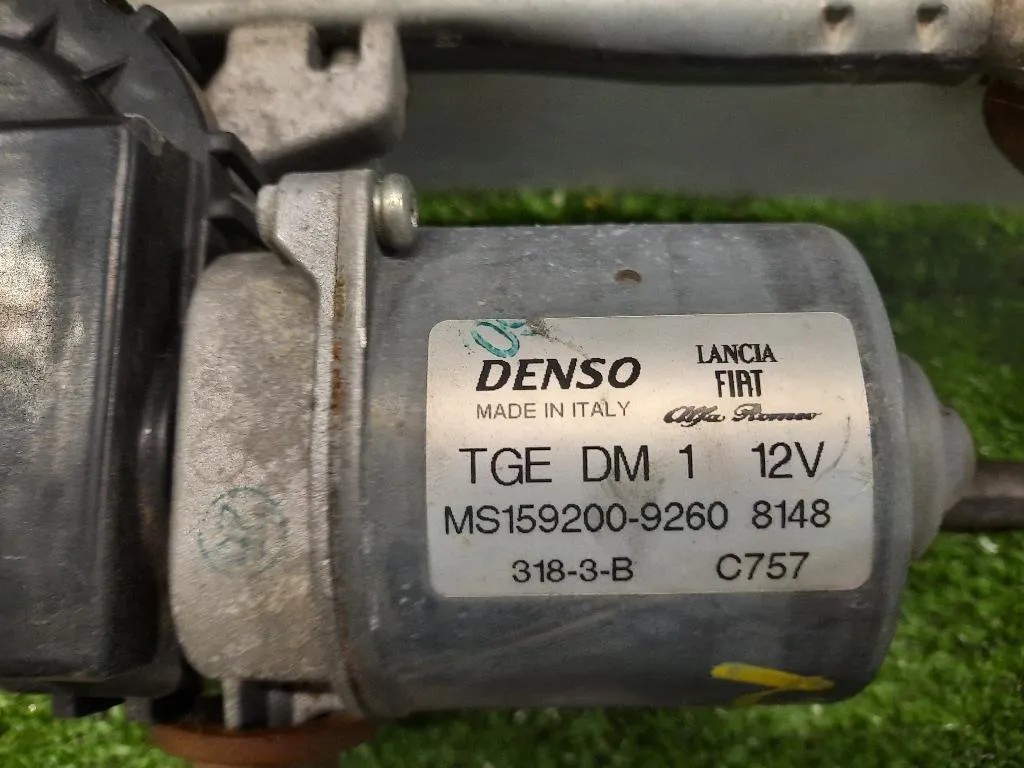 DENSO
MADE IN ITALY
LANCIA
FIAT
Alfa Romeo
TGE DM 1 12V
MS159200-9260 8148
318-3-B C757